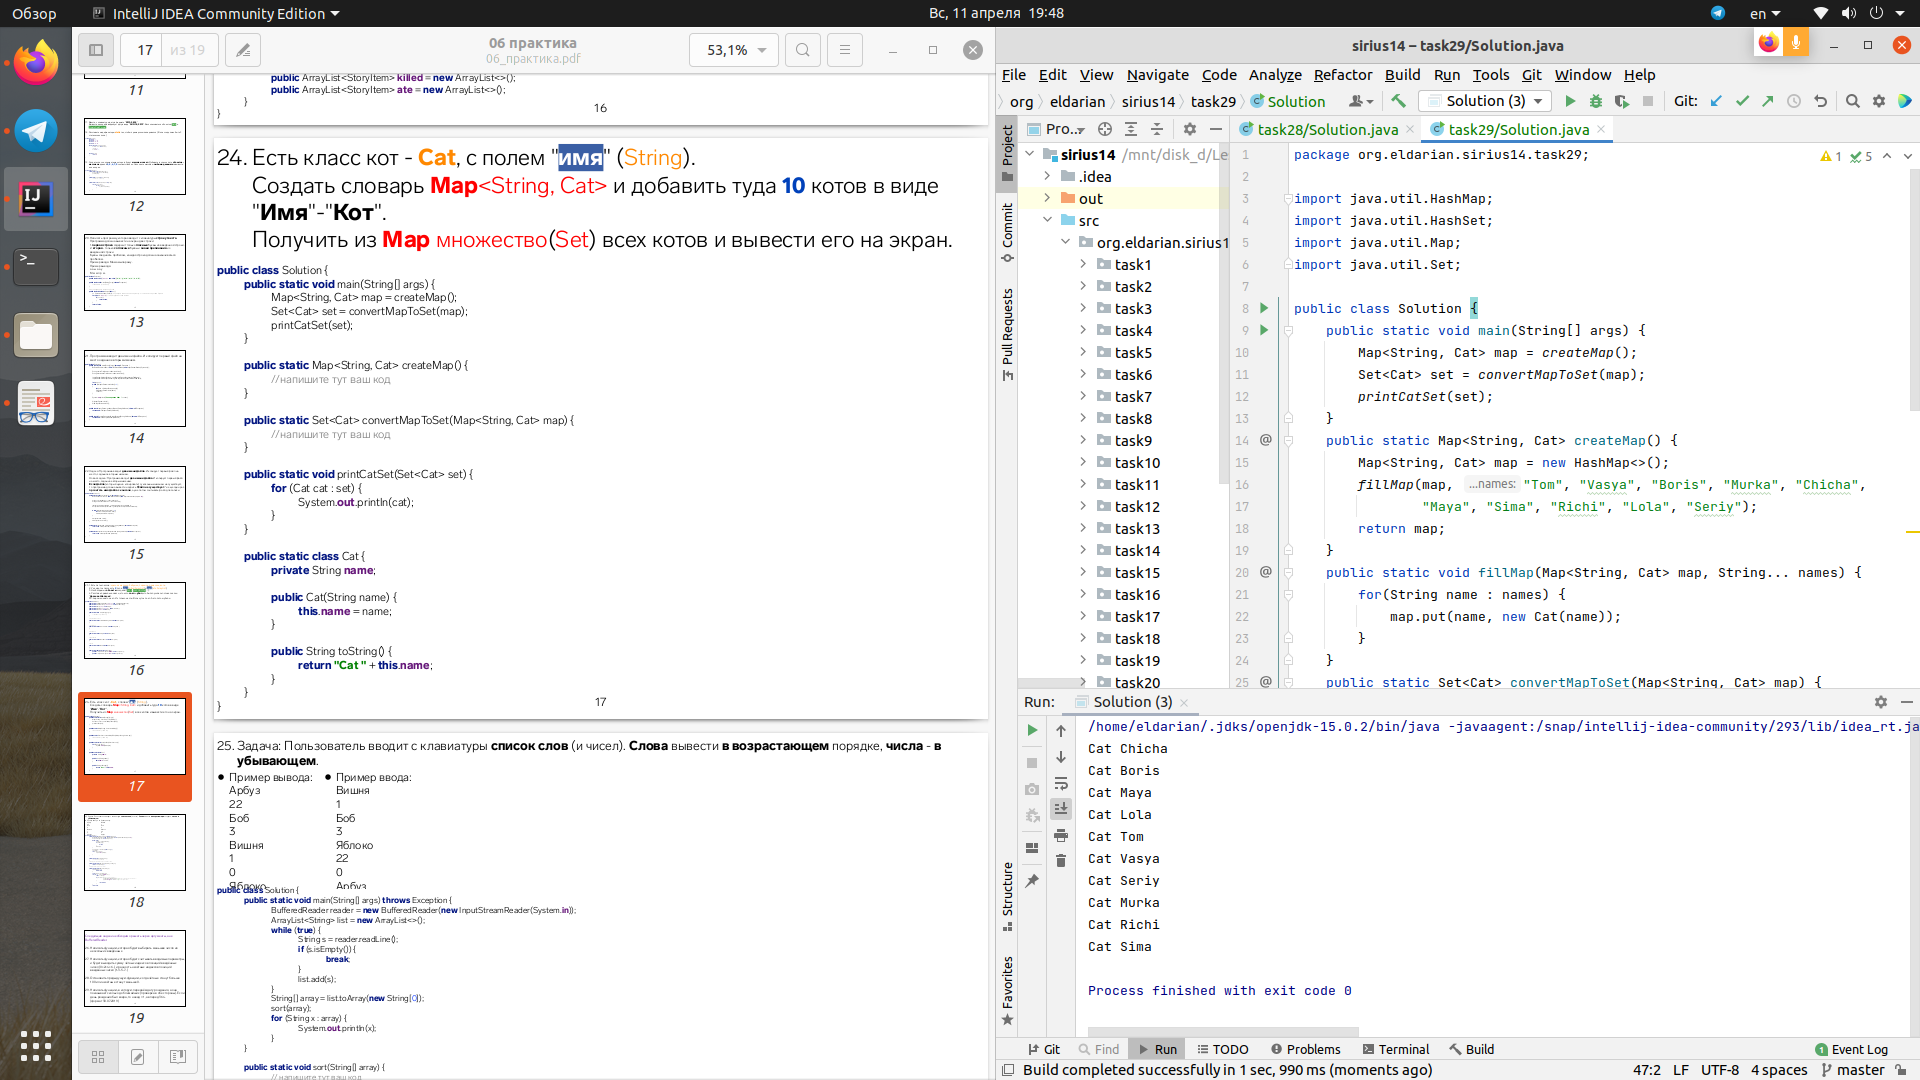 Обзор
IntelliJ IDEA Community Edition
Вс, 11 апреля 19:48
en
17 из 19
06 практика
06_практика.pdf
53,1%
11
12
13
14
15
16
17
18
19
public ArrayList<StoryItem> killed = new ArrayList<>();
public ArrayList<StoryItem> ate = new ArrayList<>();
}
}
16
24. Есть класс кот - Cat, с полем "имя" (String).
Создать словарь Map<String, Cat> и добавить туда 10 котов в виде
"Имя"-"Кот".
Получить из Map множество(Set) всех котов и вывести его на экран.
public class Solution {
public static void main(String[] args) {
Map<String, Cat> map = createMap();
Set<Cat> set = convertMapToSet(map);
printCatSet(set);
}
public static Map<String, Cat> createMap() {
//напишите тут ваш код
}
public static Set<Cat> convertMapToSet(Map<String, Cat> map) {
//напишите тут ваш код
}
public static void printCatSet(Set<Cat> set) {
for (Cat cat : set) {
System.out.println(cat);
}
}
public static class Cat {
private String name;
public Cat(String name) {
this.name = name;
}
public String toString() {
return "Cat " + this.name;
}
}
}
17
25. Задача: Пользователь вводит с клавиатуры список слов (и чисел). Слова вывести в возрастающем порядке, числа - в
убывающем.
● Пример вывода:
Арбуз
22
Боб
3
Вишня
1
0
Яблоко
● Пример ввода:
Вишня
1
Боб
3
Яблоко
22
0
Арбуз
public class Solution {
public static void main(String[] args) throws Exception {
BufferedReader reader = new BufferedReader(new InputStreamReader(System.in));
ArrayList<String> list = new ArrayList<>();
while (true) {
String s = reader.readLine();
if (s.isEmpty()) {
break;
}
list.add(s);
}
String[] array = list.toArray(new String[0]);
sort(array);
for (String x : array) {
System.out.println(x);
}
}
public static void sort(String[] array) {
// напишите тут ваш код
sirius14 – task29/Solution.java
File Edit View Navigate Code Analyze Refactor Build Run Tools Git Window Help
org eldarian sirius14 task29 Solution
Solution (3)
Git:
Project
Commit
Pull Requests
Structure
Favorites
Pro..
sirius14 /mnt/disk_d/Le
.idea
out
src
org.eldarian.sirius1
task1
task2
task3
task4
task5
task6
task7
task8
task9
task10
task11
task12
task13
task14
task15
task16
task17
task18
task19
task20
task28/Solution.java
task29/Solution.java
1 5
1 package org.eldarian.sirius14.task29;
2
3 import java.util.HashMap;
4 import java.util.HashSet;
5 import java.util.Map;
6 import java.util.Set;
7
8 public class Solution {
9 public static void main(String[] args) {
10 Map<String, Cat> map = createMap();
11 Set<Cat> set = convertMapToSet(map);
12 printCatSet(set);
13 }
14 @ public static Map<String, Cat> createMap() {
15 Map<String, Cat> map = new HashMap<>();
16 fillMap(map, ...names: "Tom", "Vasya", "Boris", "Murka", "Chicha",
17 "Maya", "Sima", "Richi", "Lola", "Seriy");
18 return map;
19 }
20 @ public static void fillMap(Map<String, Cat> map, String... names) {
21 for(String name : names) {
22 map.put(name, new Cat(name));
23 }
24 }
25 @ public static Set<Cat> convertMapToSet(Map<String, Cat> map) {
Run: Solution (3)
/home/eldarian/.jdks/openjdk-15.0.2/bin/java -javaagent:/snap/intellij-idea-community/293/lib/idea_rt.ja
Cat Chicha
Cat Boris
Cat Maya
Cat Lola
Cat Tom
Cat Vasya
Cat Seriy
Cat Murka
Cat Richi
Cat Sima
Process finished with exit code 0
Git Find Run TODO Problems Terminal Build 1 Event Log
Build completed successfully in 1 sec, 990 ms (moments ago)
47:2 LF UTF-8 4 spaces master